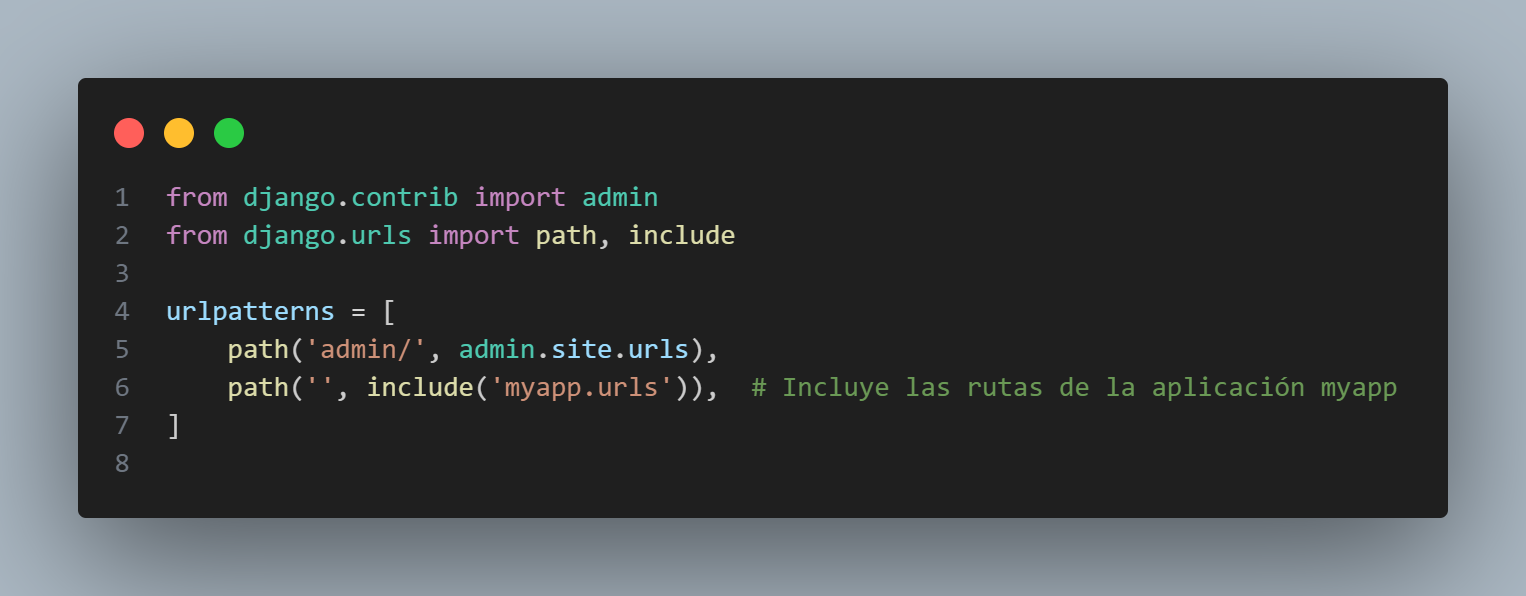 1 from django.contrib import admin
2 from django.urls import path, include
3
4 urlpatterns = [
5     path('admin/', admin.site.urls),
6     path('', include('myapp.urls')),  # Incluye las rutas de la aplicación myapp
7 ]
8